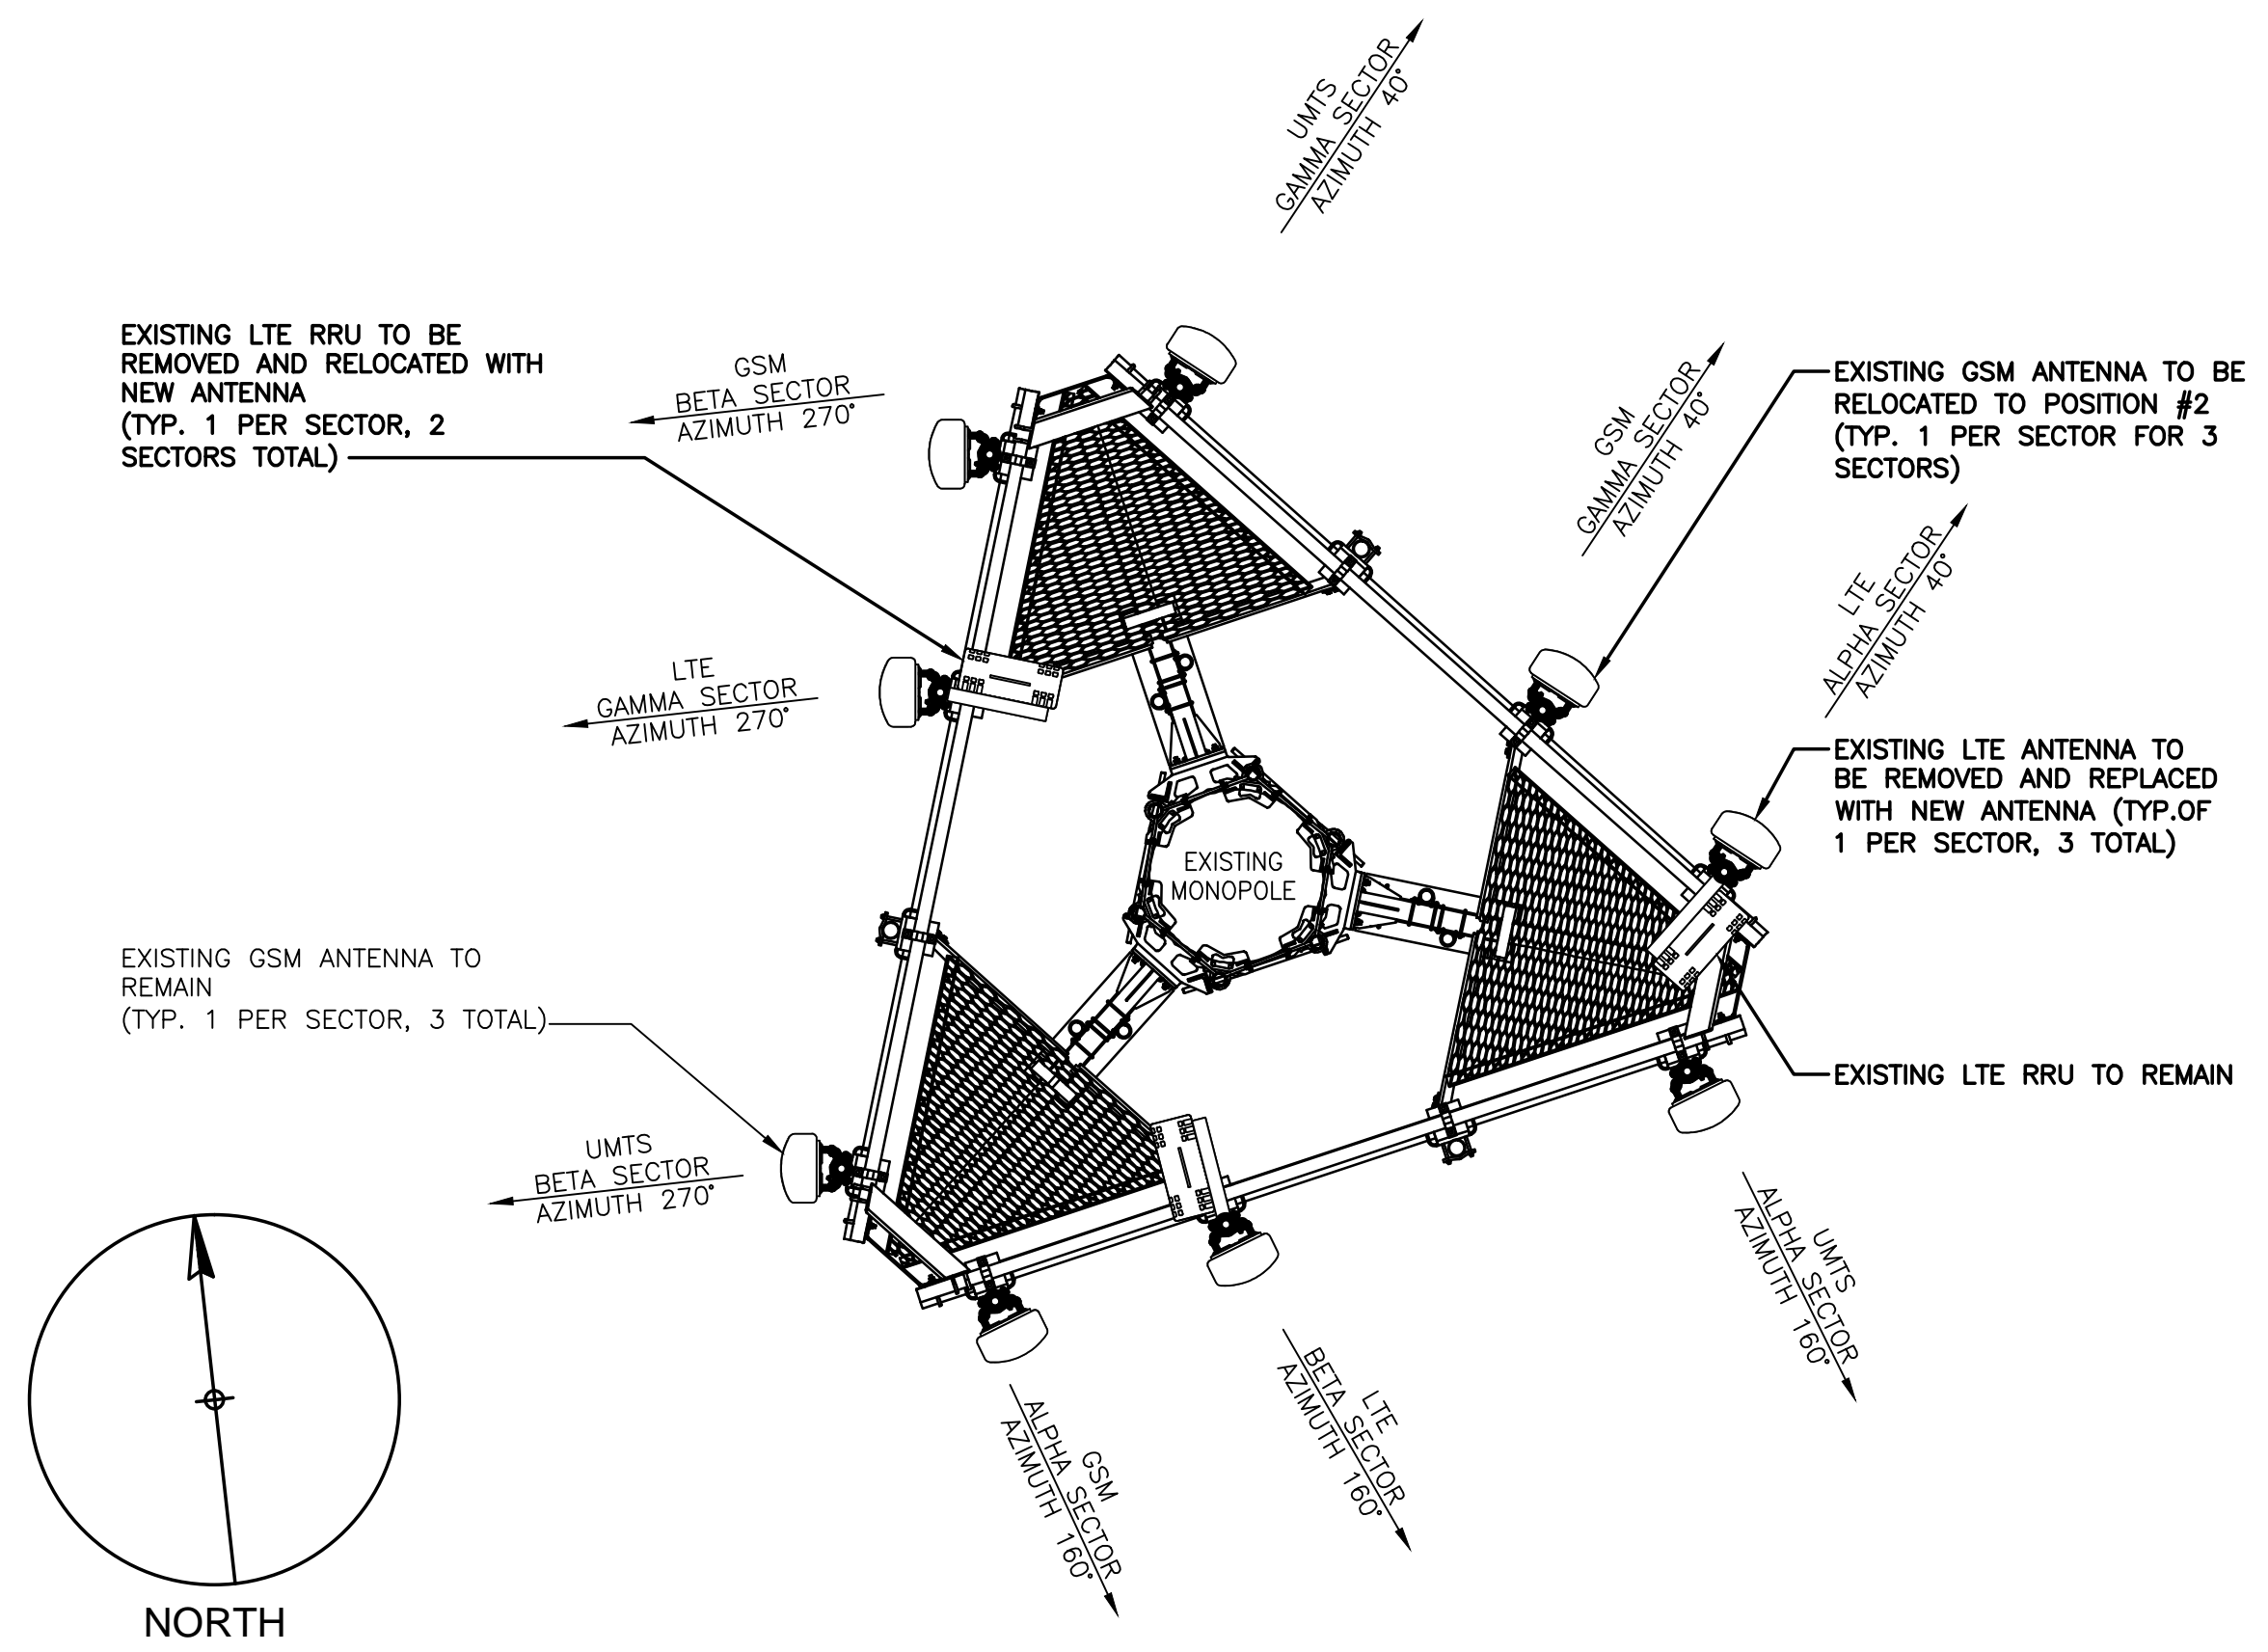 UMTS
GAMMA SECTOR
AZIMUTH 40°
EXISTING LTE RRU TO BE
REMOVED AND RELOCATED WITH
NEW ANTENNA
(TYP. 1 PER SECTOR, 2
SECTORS TOTAL)
GSM
BETA SECTOR
AZIMUTH 270°
GSM
GAMMA SECTOR
AZIMUTH 40°
EXISTING GSM ANTENNA TO BE
RELOCATED TO POSITION #2
(TYP. 1 PER SECTOR FOR 3
SECTORS)
LTE
ALPHA SECTOR
AZIMUTH 40°
LTE
GAMMA SECTOR
AZIMUTH 270°
EXISTING LTE ANTENNA TO
BE REMOVED AND REPLACED
WITH NEW ANTENNA (TYP.OF
1 PER SECTOR, 3 TOTAL)
EXISTING
MONOPOLE
EXISTING GSM ANTENNA TO
REMAIN
(TYP. 1 PER SECTOR, 3 TOTAL)
EXISTING LTE RRU TO REMAIN
UMTS
BETA SECTOR
AZIMUTH 270°
UMTS
ALPHA SECTOR
AZIMUTH 160°
LTE
BETA SECTOR
AZIMUTH 160°
GSM
ALPHA SECTOR
AZIMUTH 160°
NORTH